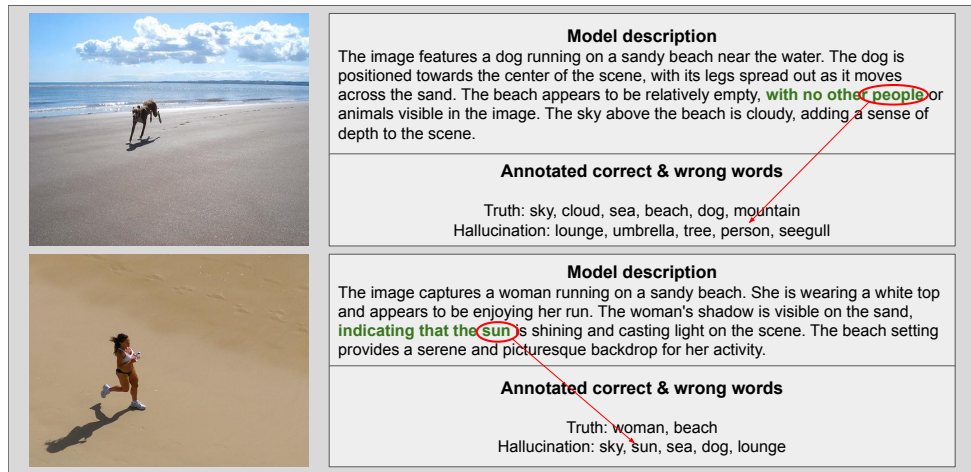 Model description
The image features a dog running on a sandy beach near the water. The dog is
positioned towards the center of the scene, with its legs spread out as it moves
across the sand. The beach appears to be relatively empty, with no other people or
animals visible in the image. The sky above the beach is cloudy, adding a sense of
depth to the scene.
Annotated correct & wrong words
Truth: sky, cloud, sea, beach, dog, mountain
Hallucination: lounge, umbrella, tree, person, seegull
Model description
The image captures a woman running on a sandy beach. She is wearing a white top
and appears to be enjoying her run. The woman's shadow is visible on the sand,
indicating that the sun is shining and casting light on the scene. The beach setting
provides a serene and picturesque backdrop for her activity.
Annotated correct & wrong words
Truth: woman, beach
Hallucination: sky, sun, sea, dog, lounge